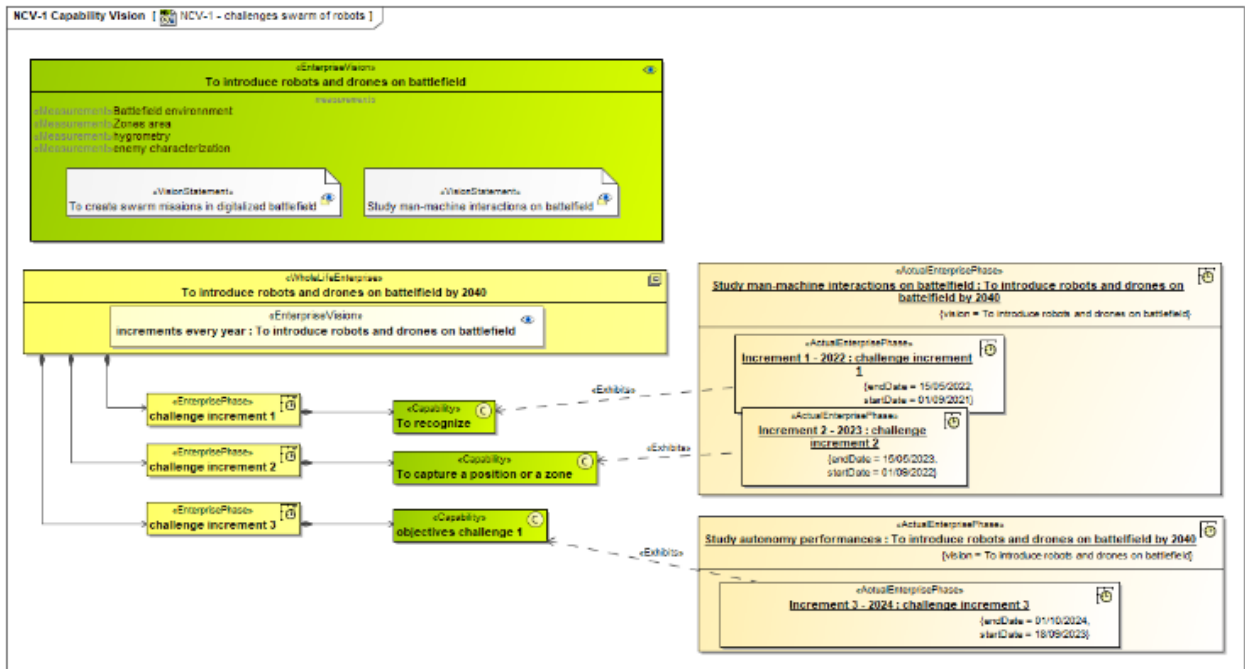 NCV-1 Capability Vision [ NCV-1 - challenges swarm of robots ]
«EnterpriseVision»
To introduce robots and drones on battlefield
measurements
«Measurement»Battlefield environnment
«Measurement»Zones area
«Measurement»hygrometry
«Measurement»enemy characterization
«VisionStatement»
To create swarm missions in digitalized battlefield
«VisionStatement»
Study man-machine interactions on battelfield
«WholeLifeEnterprise»
To introduce robots and drones on battelfield by 2040
«EnterpriseVision»
increments every year : To introduce robots and drones on battlefield
«EnterprisePhase»
challenge increment 1
«Capability»
To recognize
«Exhibits»
«EnterprisePhase»
challenge increment 2
«Capability»
To capture a position or a zone
«Exhibits»
«EnterprisePhase»
challenge increment 3
«Capability»
objectives challenge 1
«Exhibits»
«ActualEnterprisePhase»
Study man-machine interactions on battelfield : To introduce robots and drones on
battelfield by 2040
{vision = To introduce robots and drones on battlefield}
«ActualEnterprisePhase»
Increment 1 - 2022 : challenge increment
1
{endDate = 15/05/2022,
startDate = 01/09/2021}
«ActualEnterprisePhase»
Increment 2 - 2023 : challenge
increment 2
{endDate = 15/05/2023,
startDate = 01/09/2022}
«ActualEnterprisePhase»
Study autonomy performances : To introduce robots and drones on battelfield by 2040
{vision = To introduce robots and drones on battlefield}
«ActualEnterprisePhase»
Increment 3 - 2024 : challenge increment 3
{endDate = 01/10/2024,
startDate = 18/09/2023}